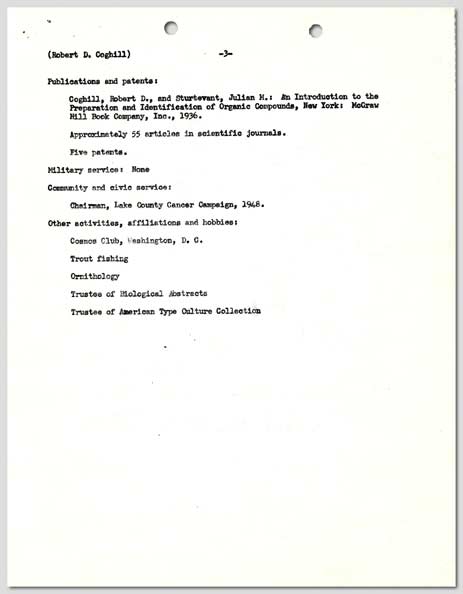 (Robert D. Coghill) -3-
Publications and patents:
Coghill, Robert D., and Sturtevant, Julian M.: An Introduction to the
Preparation and Identification of Organic Compounds, New York: McGraw
Hill Book Company, Inc., 1936.
Approximately 55 articles in scientific journals.
Five patents.
Military service: None
Community and civic service:
Chairman, Lake County Cancer Campaign, 1948.
Other activities, affiliations and hobbies:
Cosmos Club, Washington, D. C.
Trout fishing
Ornithology
Trustee of Biological Abstracts
Trustee of American Type Culture Collection